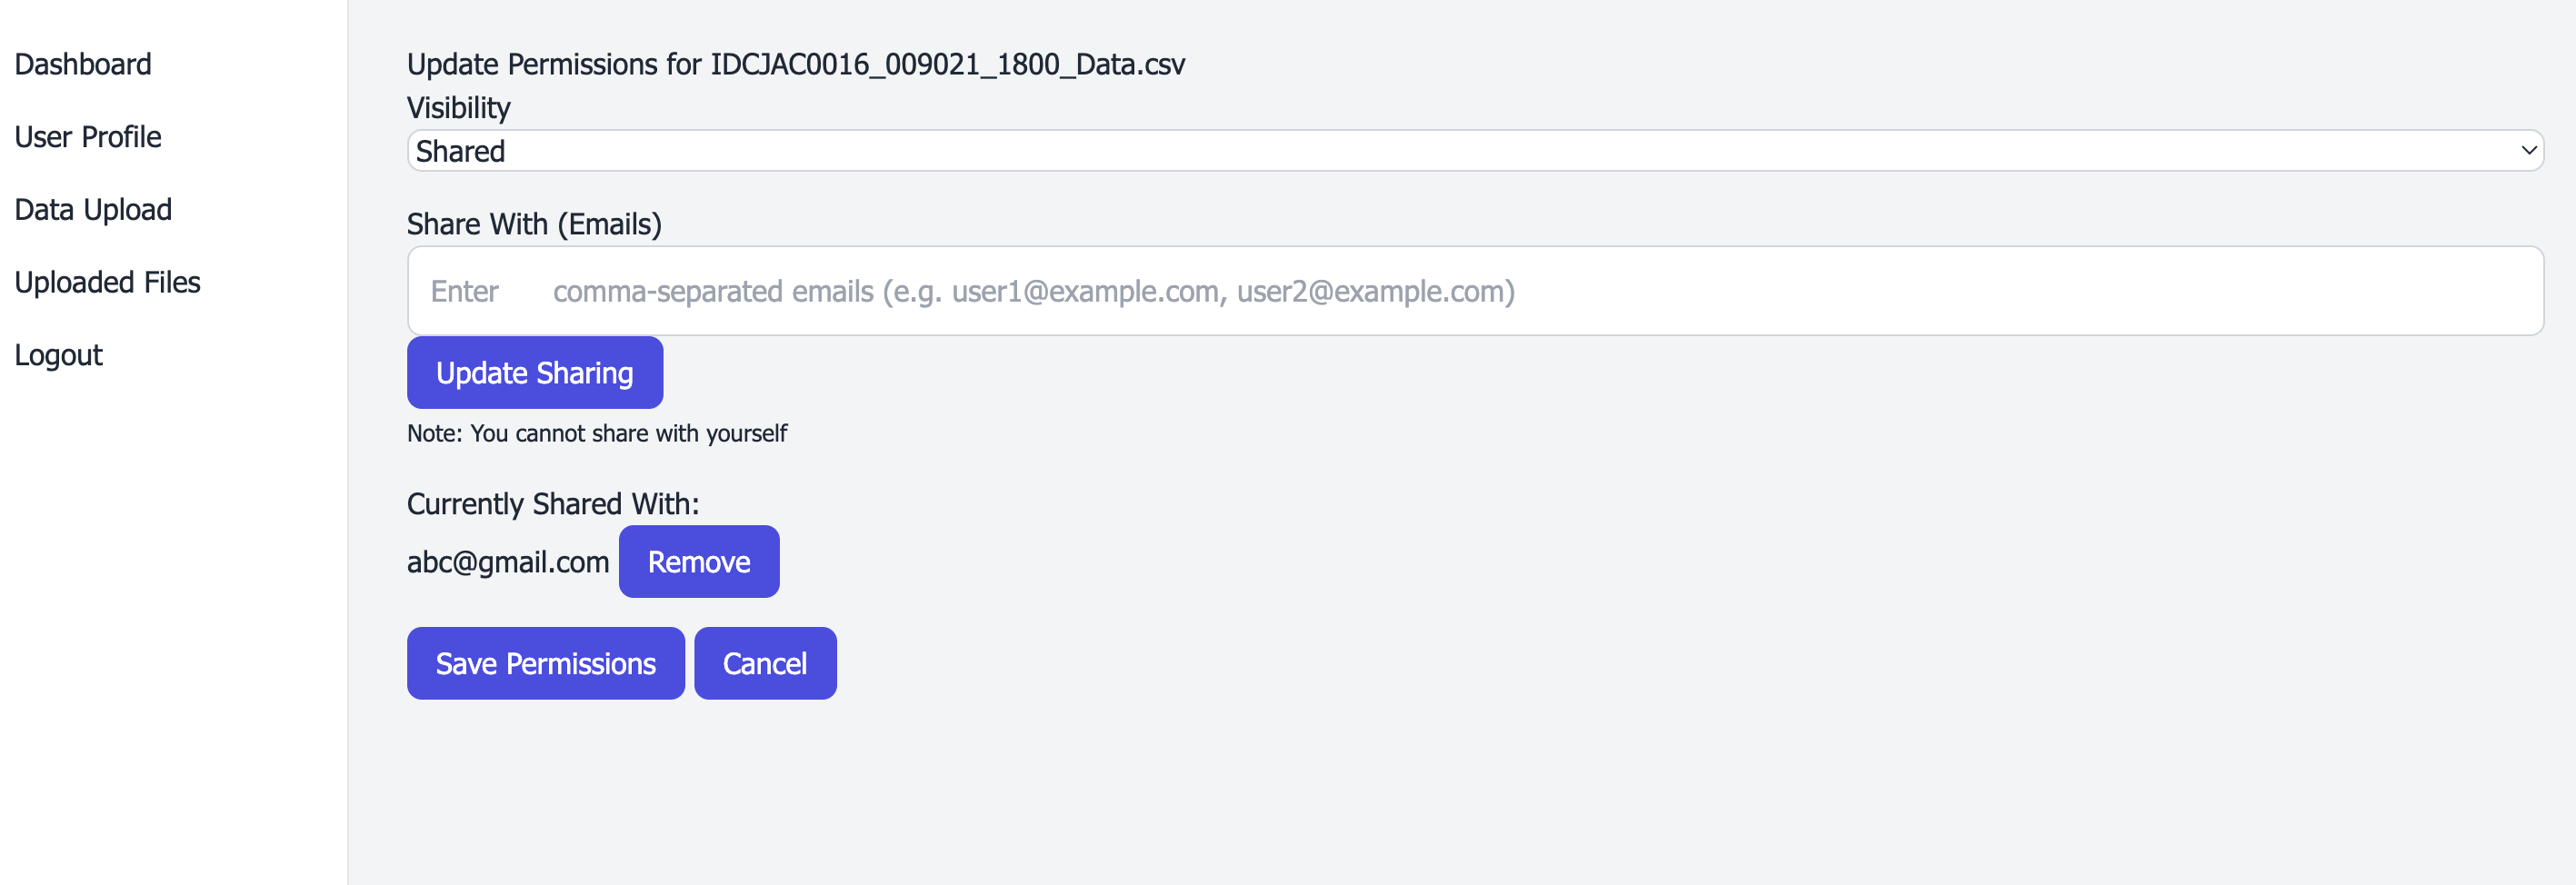 Dashboard
User Profile
Data Upload
Uploaded Files
Logout
Update Permissions for IDCJAC0016_009021_1800_Data.csv
Visibility
Shared
Share With (Emails)
Enter comma-separated emails (e.g. user1@example.com, user2@example.com)
Update Sharing
Note: You cannot share with yourself
Currently Shared With:
abc@gmail.com Remove
Save Permissions Cancel